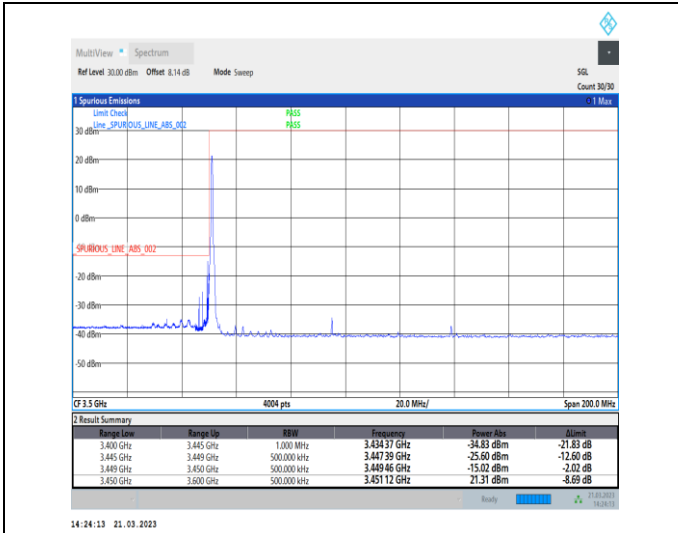 MultiView Spectrum
Ref Level 30.00 dBm Offset 8.14 dB Mode Sweep SGL
Count 30/30
1 Spurious Emissions 1 Max
Limit Check PASS
Line _SPURIOUS_LINE_ABS_002 PASS
30 dBm
20 dBm
10 dBm
0 dBm
_SPURIOUS_LINE_ABS_002
-20 dBm
-30 dBm
-40 dBm
-50 dBm
CF 3.5 GHz 4004 pts 20.0 MHz/ Span 200.0 MHz
2 Result Summary
Range Low Range Up RBW Frequency Power Abs ΔLimit
3.400 GHz 3.445 GHz 1.000 MHz 3.434 37 GHz -34.83 dBm -21.83 dB
3.445 GHz 3.449 GHz 500.000 kHz 3.447 39 GHz -25.60 dBm -12.60 dB
3.449 GHz 3.450 GHz 500.000 kHz 3.449 46 GHz -15.02 dBm -2.02 dB
3.450 GHz 3.600 GHz 500.000 kHz 3.451 12 GHz 21.31 dBm -8.69 dB
Ready 21.03.2023
14:24:13
14:24:13 21.03.2023